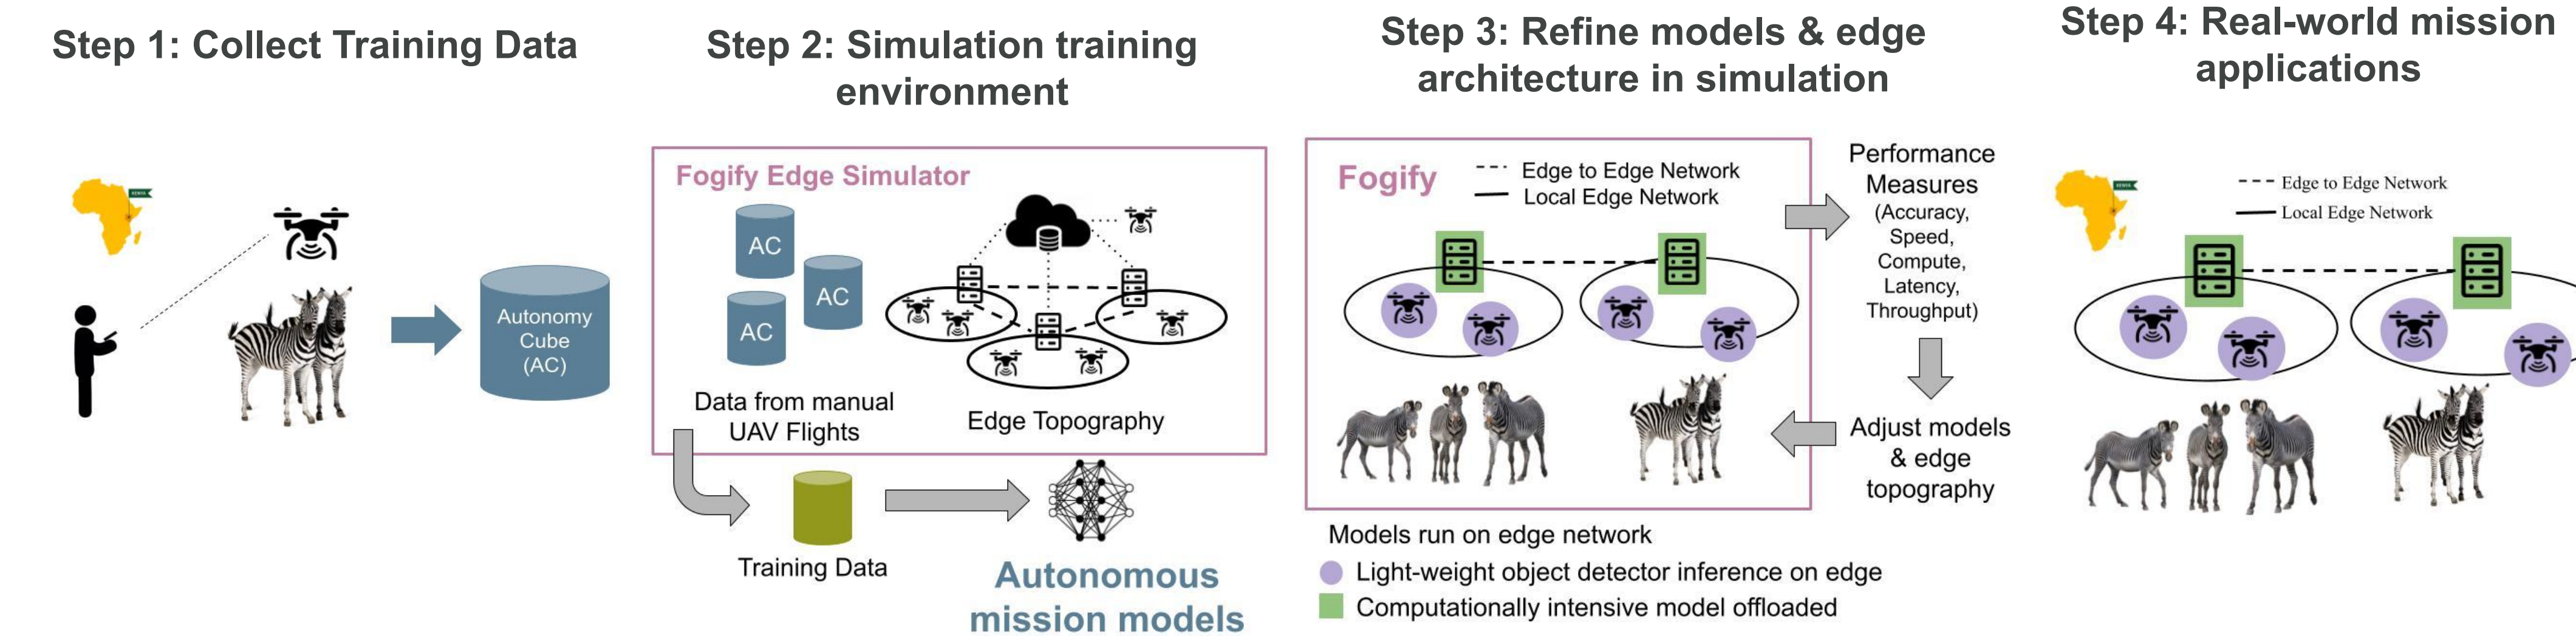 Step 1: Collect Training Data
KENYA
Autonomy
Cube
(AC)
Step 2: Simulation training
environment
Fogify Edge Simulator
AC
AC
AC
Data from manual
UAV Flights
Edge Topography
Training Data
Autonomous
mission models
Step 3: Refine models & edge
architecture in simulation
Fogify
Edge to Edge Network
Local Edge Network
Performance
Measures
(Accuracy,
Speed,
Compute,
Latency,
Throughput)
Adjust models
& edge
topography
Models run on edge network
Light-weight object detector inference on edge
Computationally intensive model offloaded
Step 4: Real-world mission
applications
KENYA
Edge to Edge Network
Local Edge Network